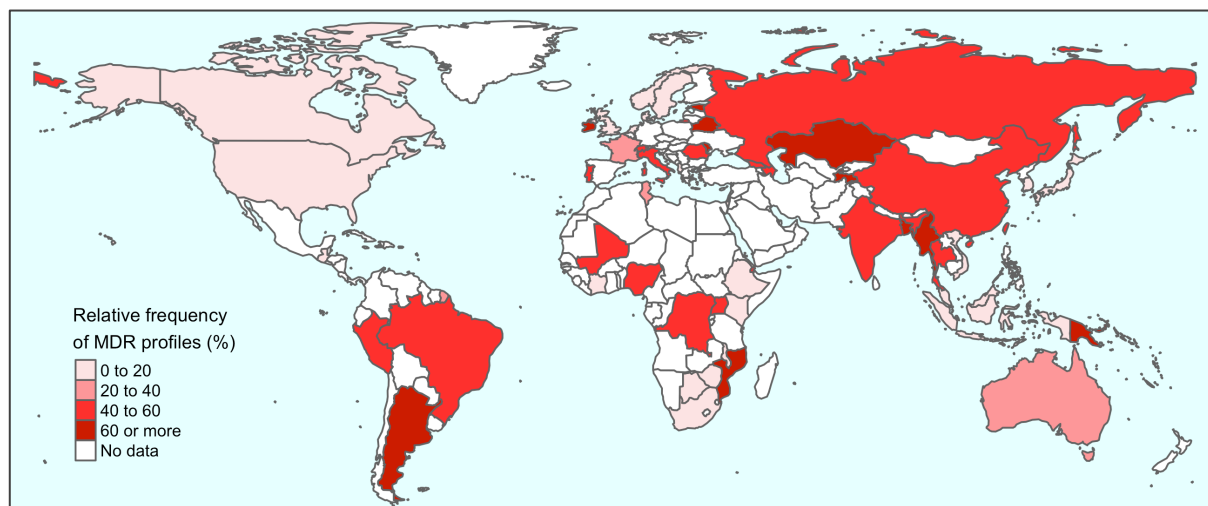 Relative frequency
of MDR profiles (%)
0 to 20
20 to 40
40 to 60
60 or more
No data